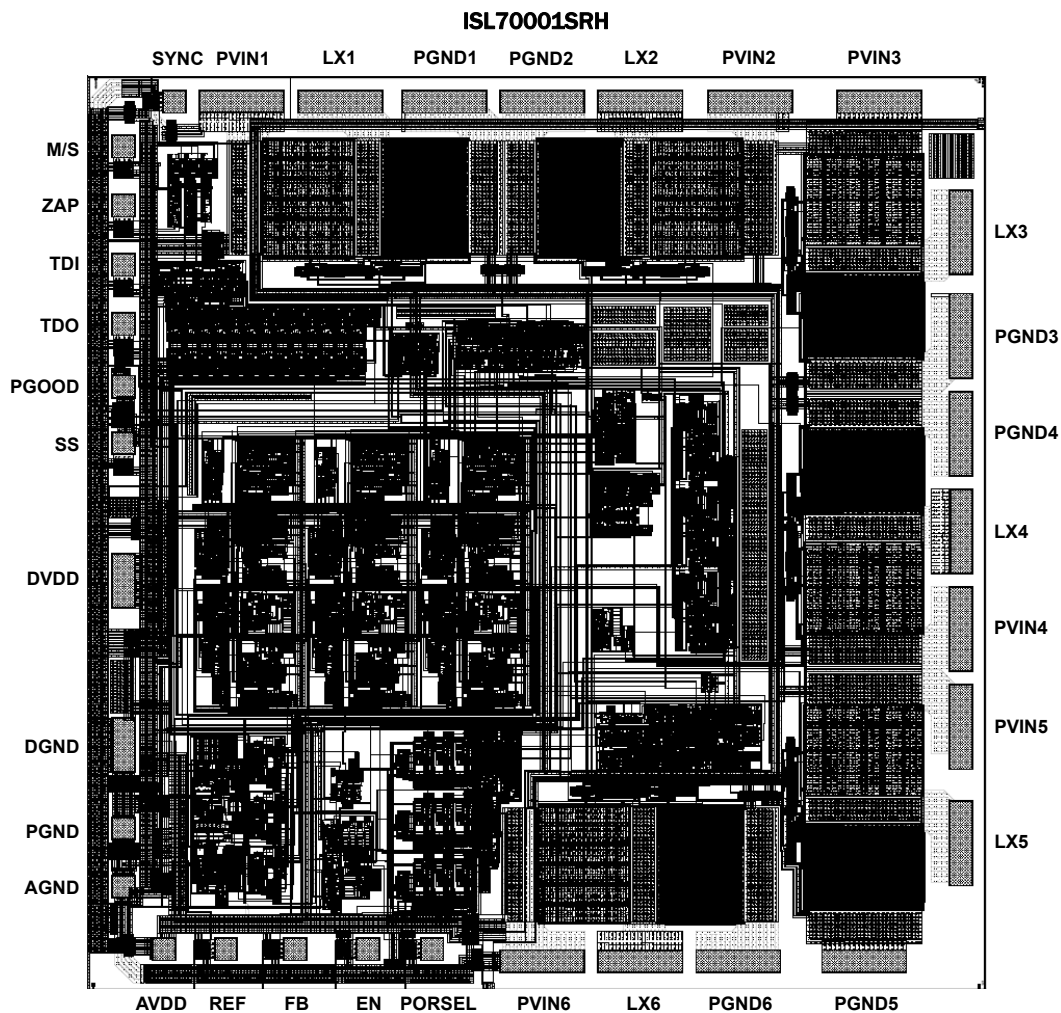 ISL70001SRH
SYNC PVIN1 LX1 PGND1 PGND2 LX2 PVIN2 PVIN3
M/S
ZAP
TDI
TDO
PGOOD
SS
DVDD
DGND
PGND
AGND
LX3
PGND3
PGND4
LX4
PVIN4
PVIN5
LX5
AVDD REF FB EN PORSEL PVIN6 LX6 PGND6 PGND5